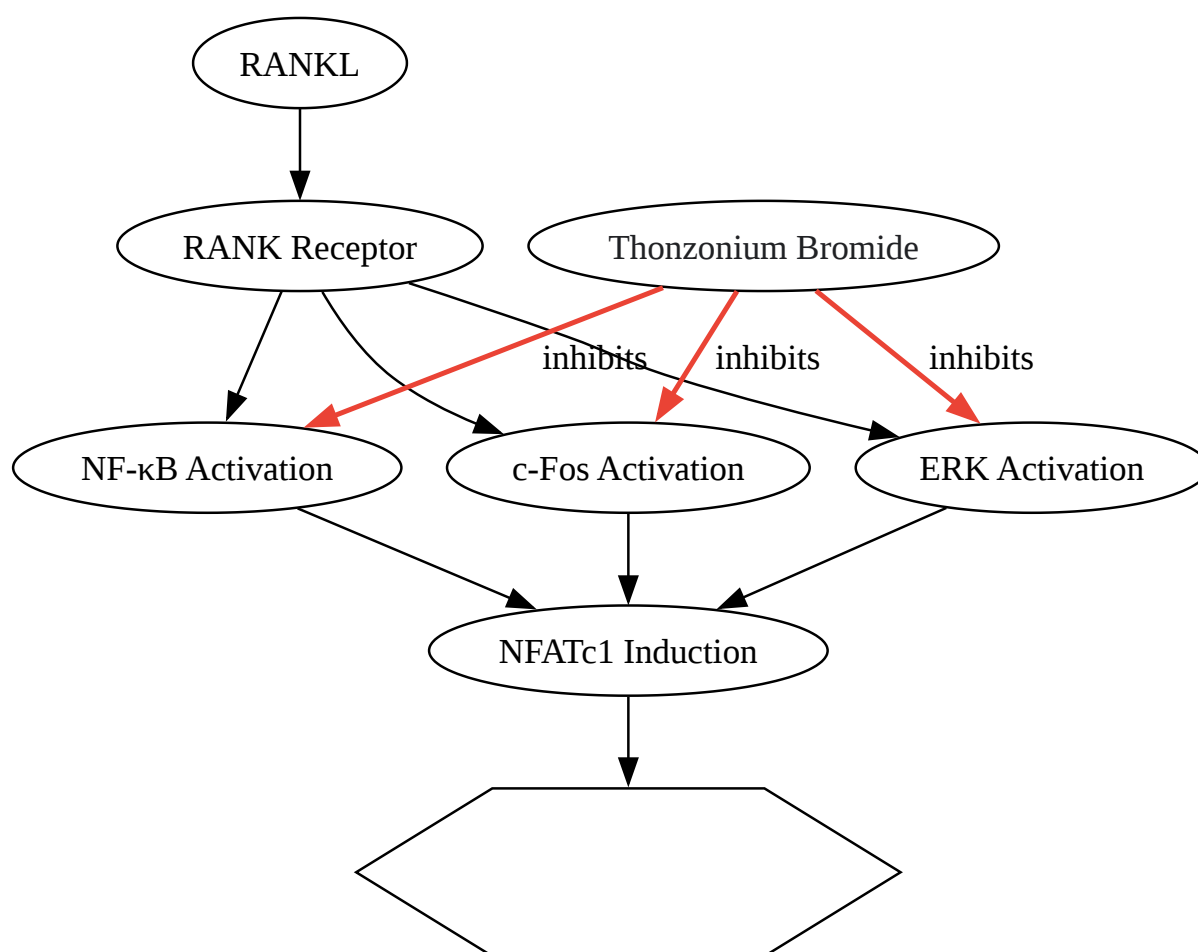 RANKL
RANK Receptor
Thonzonium Bromide
inhibits
inhibits
inhibits
NF-κB Activation
c-Fos Activation
ERK Activation
NFATc1 Induction